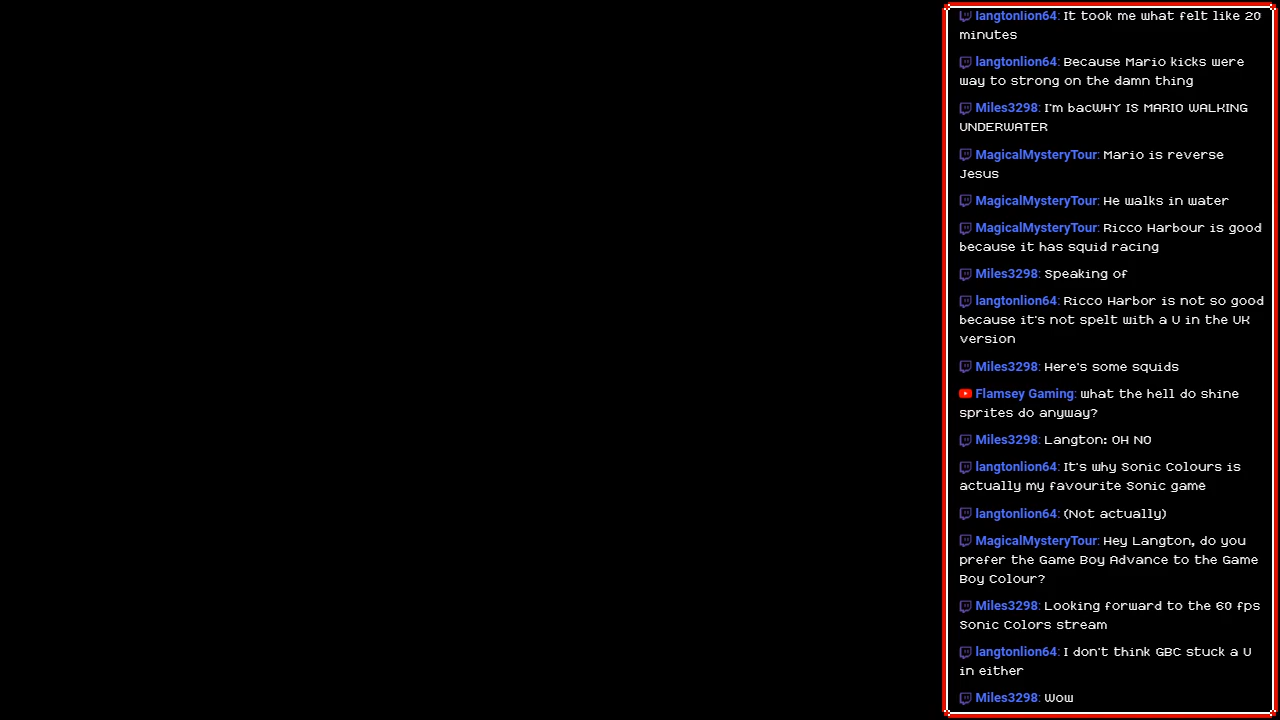 langtonlion64: It took me what felt like 20
minutes
langtonlion64: Because Mario kicks were
way to strong on the damn thing
Miles3298: I'm bacWHY IS MARIO WALKING
UNDERWATER
MagicalMysteryTour: Mario is reverse
Jesus
MagicalMysteryTour: He walks in water
MagicalMysteryTour: Ricco Harbour is good
because it has squid racing
Miles3298: Speaking of
langtonlion64: Ricco Harbor is not so good
because it's not spelt with a U in the UK
version
Miles3298: Here's some squids
Flamsey Gaming: what the hell do shine
sprites do anyway?
Miles3298: Langton: OH NO
langtonlion64: It's why Sonic Colours is
actually my favourite Sonic game
langtonlion64: (Not actually)
MagicalMysteryTour: Hey Langton, do you
prefer the Game Boy Advance to the Game
Boy Colour?
Miles3298: Looking forward to the 60 fps
Sonic Colors stream
langtonlion64: I don't think GBC stuck a U
in either
Miles3298: Wow